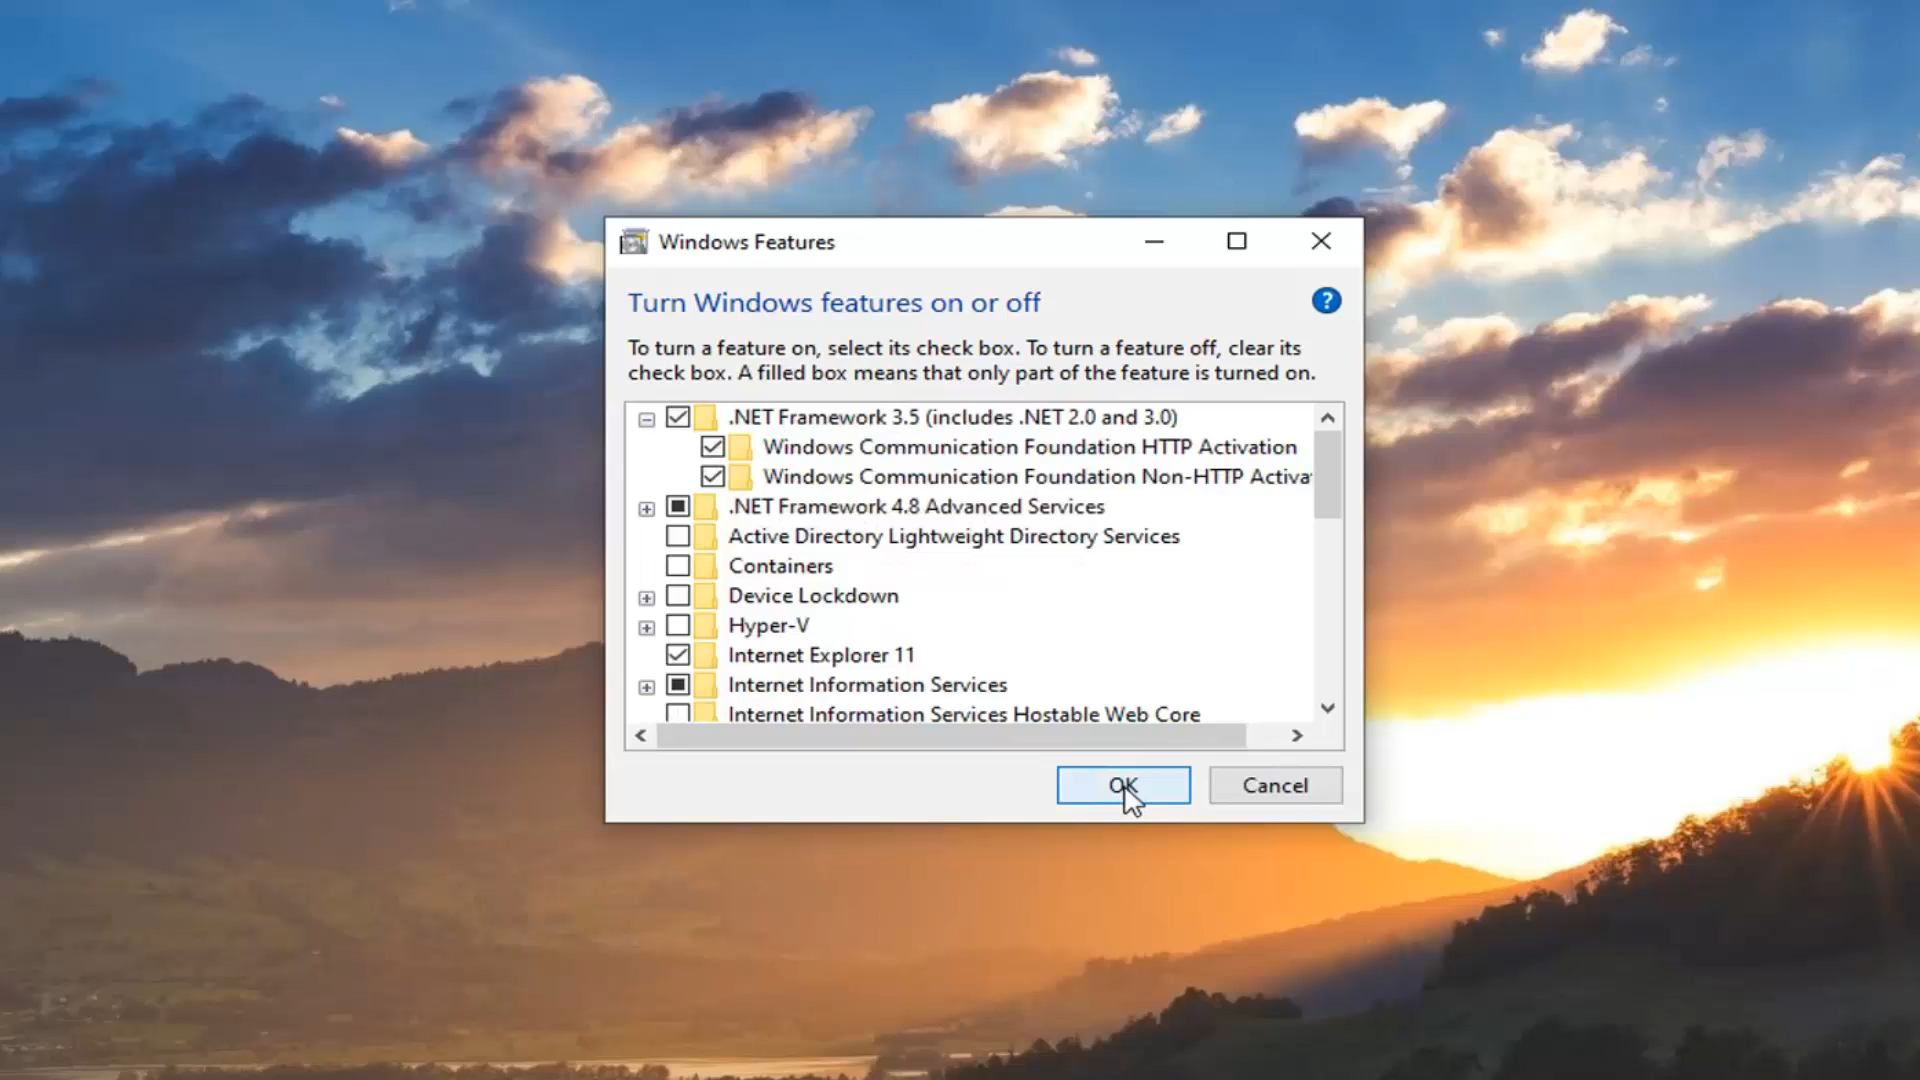 Windows Features
Turn Windows features on or off
?
To turn a feature on, select its check box. To turn a feature off, clear its
check box. A filled box means that only part of the feature is turned on.
.NET Framework 3.5 (includes .NET 2.0 and 3.0)
Windows Communication Foundation HTTP Activation
Windows Communication Foundation Non-HTTP Activa
.NET Framework 4.8 Advanced Services
Active Directory Lightweight Directory Services
Containers
Device Lockdown
Hyper-V
Internet Explorer 11
Internet Information Services
Internet Information Services Hostable Web Core
OK
Cancel